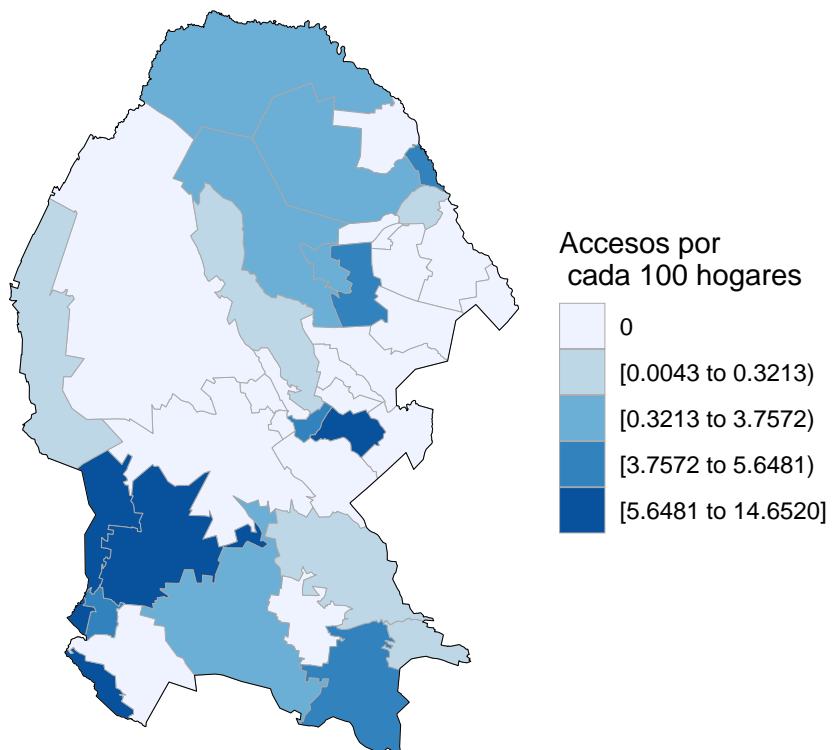 Accesos por
cada 100 hogares
0
[0.0043 to 0.3213)
[0.3213 to 3.7572)
[3.7572 to 5.6481)
[5.6481 to 14.6520]